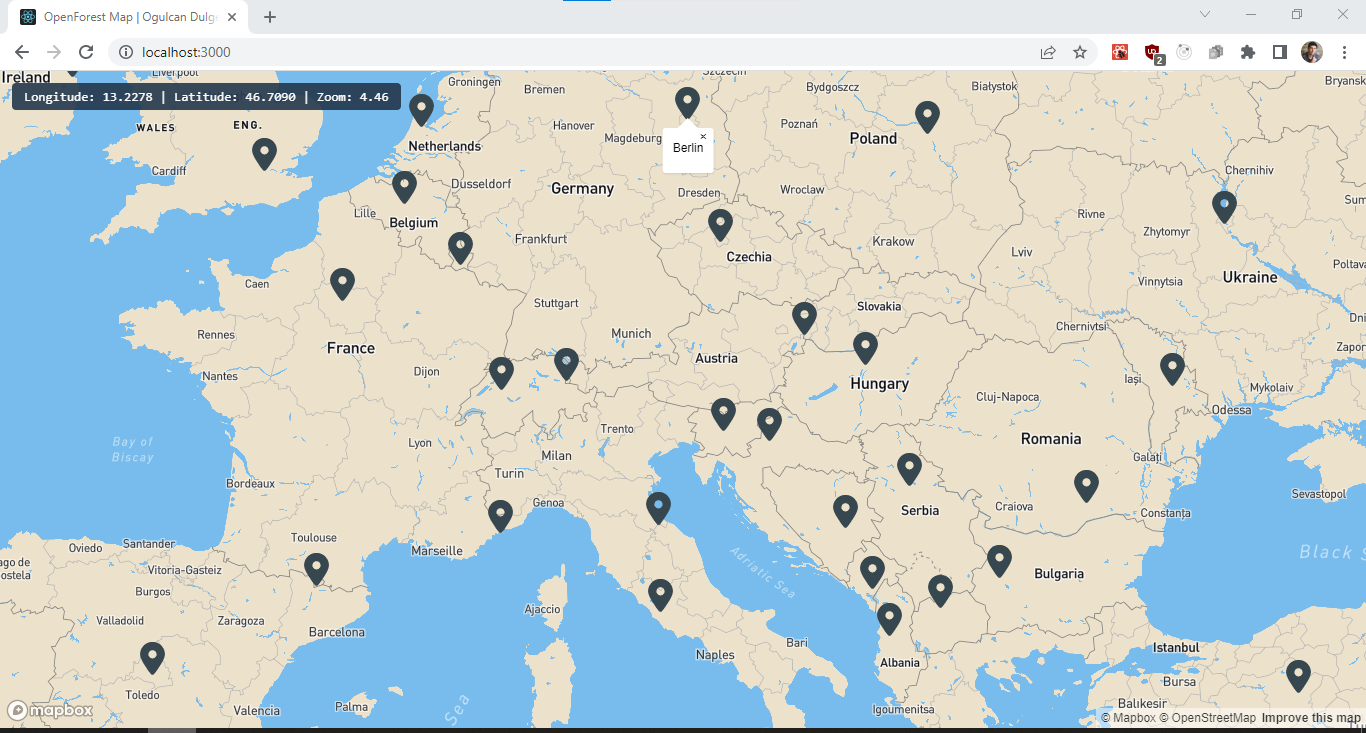 OpenForest Map | Ogulcan Dulge
localhost:3000
2
Ireland
Liverpool
Longitude: 13.2278 | Latitude: 46.7090 | Zoom: 4.46
Groningen
Bremen
Szczecin
Bydgoszcz
Białystok
Bryansk
WALES
ENG.
Hanover
Poznań
Netherlands
Magdeburg
Poland
Berlin
×
Cardiff
Chernihiv
Düsseldorf
Germany
Dresden
Wroclaw
Sum
Lille
Rivne
Belgium
Zhytomyr
Frankfurt
Krakow
Lviv
Czechia
Poltava
Caen
Vinnytsia
Ukraine
Stuttgart
Slovakia
Rennes
Munich
Chernivtsi
Dni
France
Zapor
Austria
Nantes
Dijon
Hungary
Iași
Mykolaiv
Cluj-Napoca
Odessa
Bay of
Biscay
Lyon
Trento
Romania
Milan
Galați
Turin
Bordeaux
Sevastopol
Genoa
Craiova
Serbia
Constanța
Toulouse
Santander
Oviedo
Marseille
Adriatic Sea
Black S
ago de
ostela
Vitoria-Gasteiz
Bulgaria
Burgos
Ajaccio
Valladolid
Zaragoza
Barcelona
Bari
Istanbul
Naples
Albania
Toledo
Bursa
Valencia
Palma
Sea
Igoumenitsa
Balıkesir
mapbox
© Mapbox © OpenStreetMap Improve this map